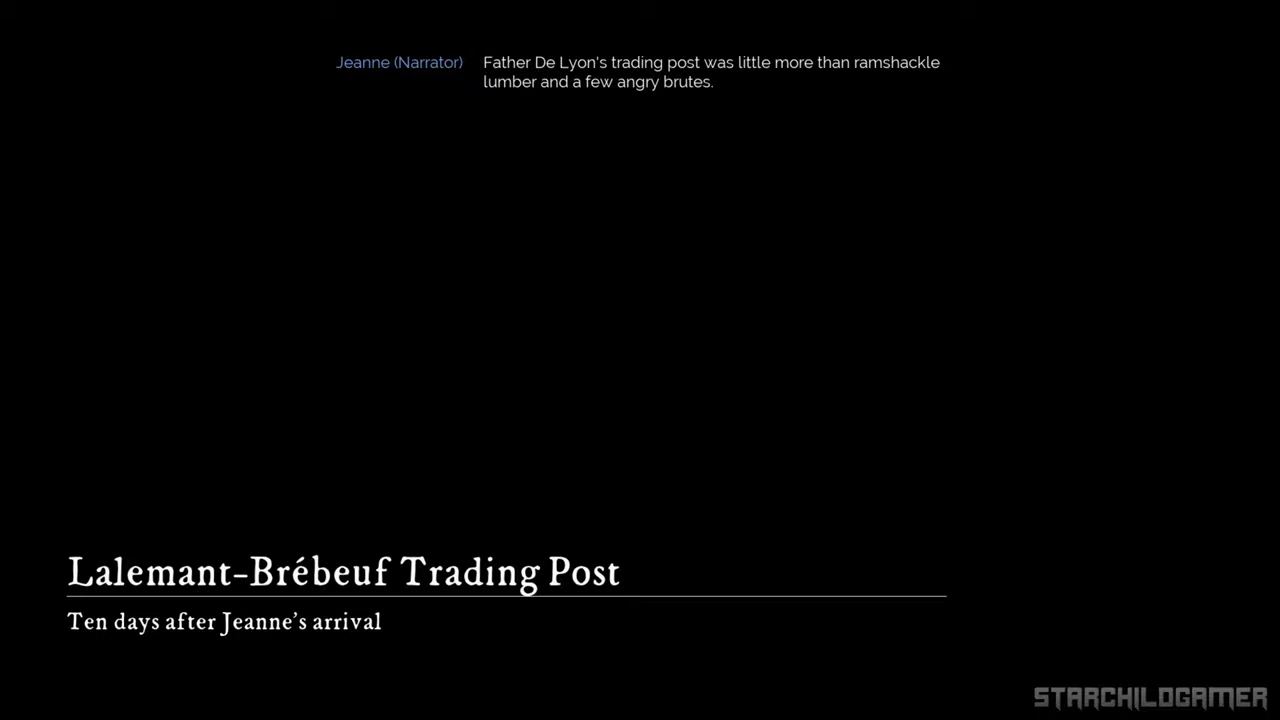 Jeanne (Narrator) Father De Lyon's trading post was little more than ramshackle
lumber and a few angry brutes.
Lalemant-Brébeuf Trading Post
Ten days after Jeanne's arrival
STARCHILDGAMER